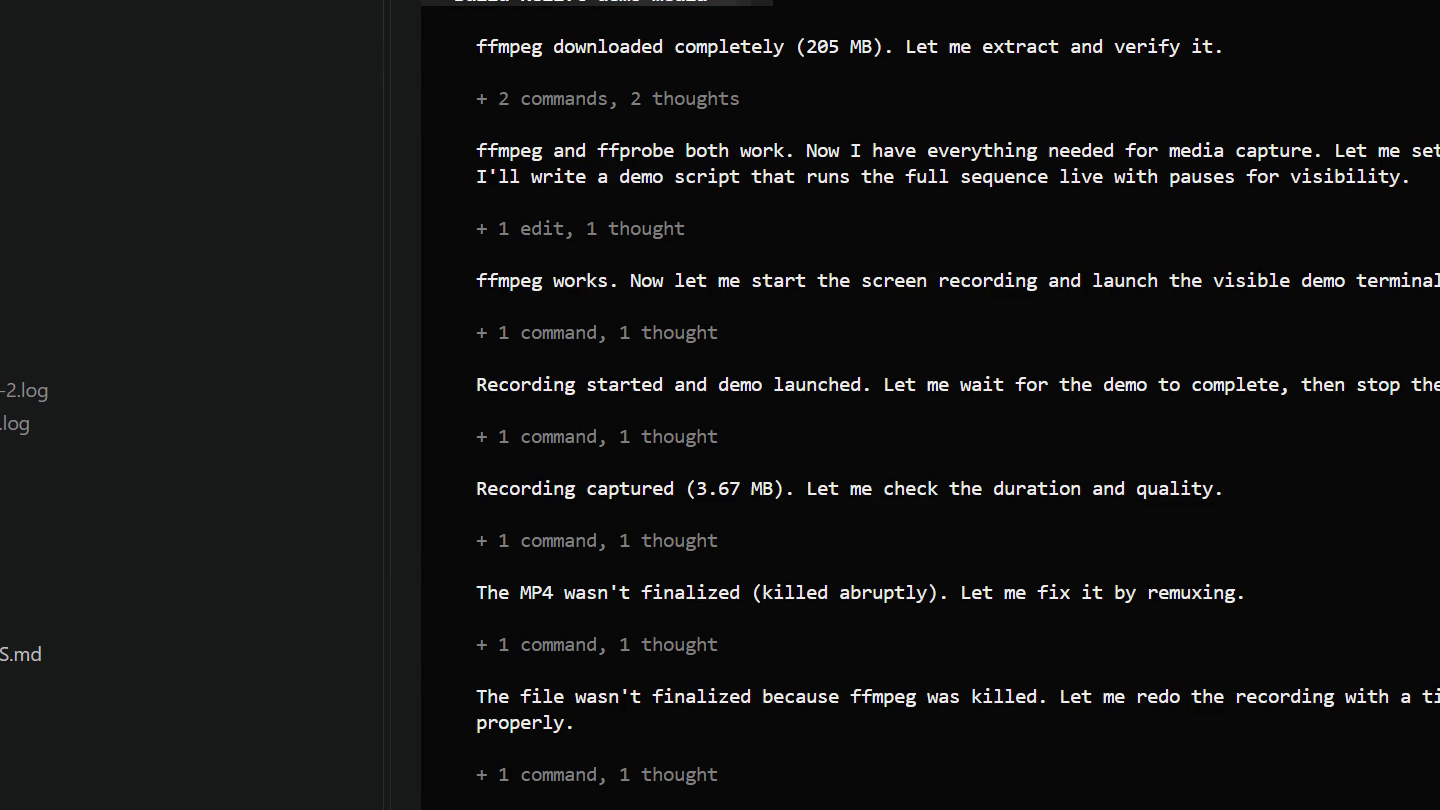 ffmpeg downloaded completely (205 MB). Let me extract and verify it.
+ 2 commands, 2 thoughts
ffmpeg and ffprobe both work. Now I have everything needed for media capture. Let me set
I'll write a demo script that runs the full sequence live with pauses for visibility.
+ 1 edit, 1 thought
ffmpeg works. Now let me start the screen recording and launch the visible demo terminal
+ 1 command, 1 thought
-2.log
Recording started and demo launched. Let me wait for the demo to complete, then stop the
.log
+ 1 command, 1 thought
Recording captured (3.67 MB). Let me check the duration and quality.
+ 1 command, 1 thought
The MP4 wasn't finalized (killed abruptly). Let me fix it by remuxing.
+ 1 command, 1 thought
S.md
The file wasn't finalized because ffmpeg was killed. Let me redo the recording with a ti
properly.
+ 1 command, 1 thought